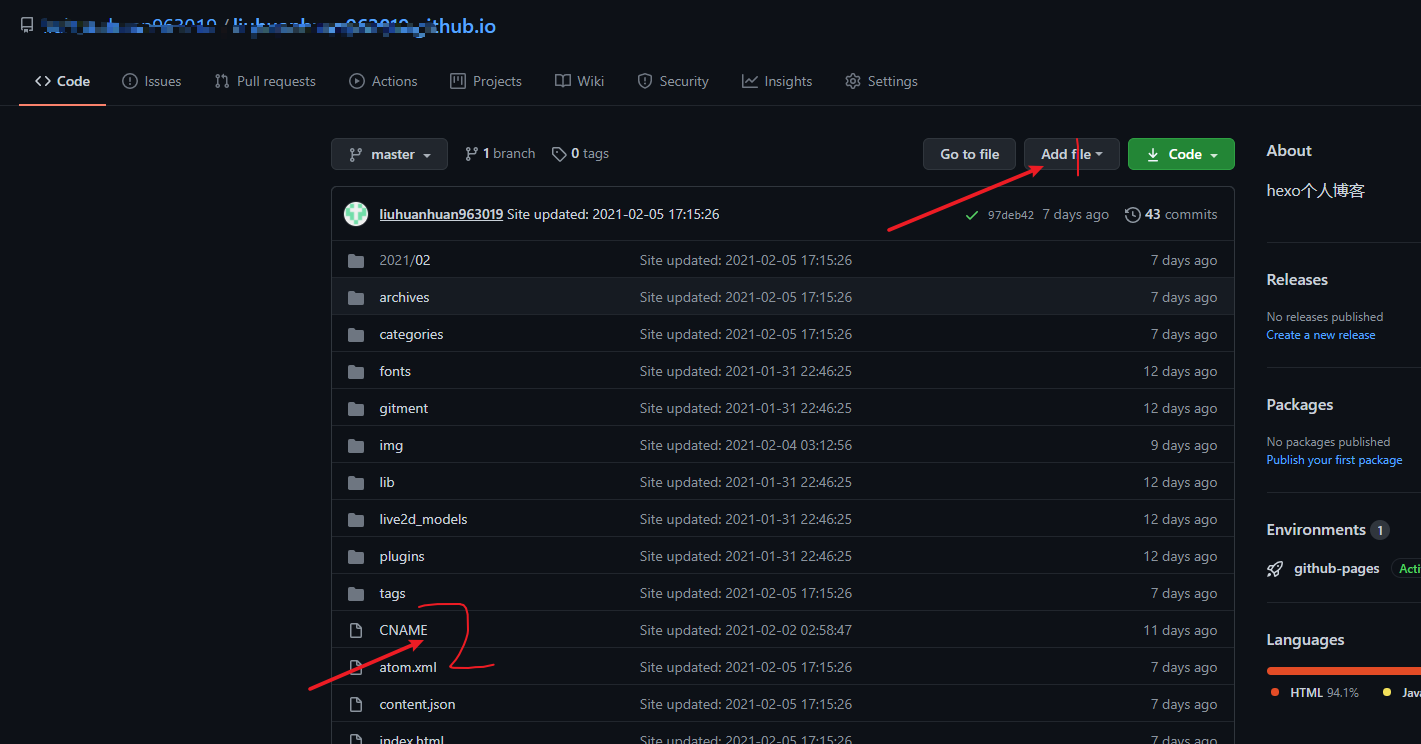 github.io
Code Issues Pull requests Actions Projects Wiki Security Insights Settings
master 1 branch 0 tags Go to file Add file Code
liuhuanhuan963019 Site updated: 2021-02-05 17:15:26 97deb42 7 days ago 43 commits
2021/02 Site updated: 2021-02-05 17:15:26 7 days ago
archives Site updated: 2021-02-05 17:15:26 7 days ago
categories Site updated: 2021-02-05 17:15:26 7 days ago
fonts Site updated: 2021-01-31 22:46:25 12 days ago
gitment Site updated: 2021-01-31 22:46:25 12 days ago
img Site updated: 2021-02-04 03:12:56 9 days ago
lib Site updated: 2021-01-31 22:46:25 12 days ago
live2d_models Site updated: 2021-01-31 22:46:25 12 days ago
plugins Site updated: 2021-01-31 22:46:25 12 days ago
tags Site updated: 2021-02-05 17:15:26 7 days ago
CNAME Site updated: 2021-02-02 02:58:47 11 days ago
atom.xml Site updated: 2021-02-05 17:15:26 7 days ago
content.json Site updated: 2021-02-05 17:15:26 7 days ago
index.html Site updated: 2021-02-05 17:15:26 7 days ago
About
hexo个人博客
Releases
No releases published
Create a new release
Packages
No packages published
Publish your first package
Environments 1
github-pages Acti
Languages
HTML 94.1% Java